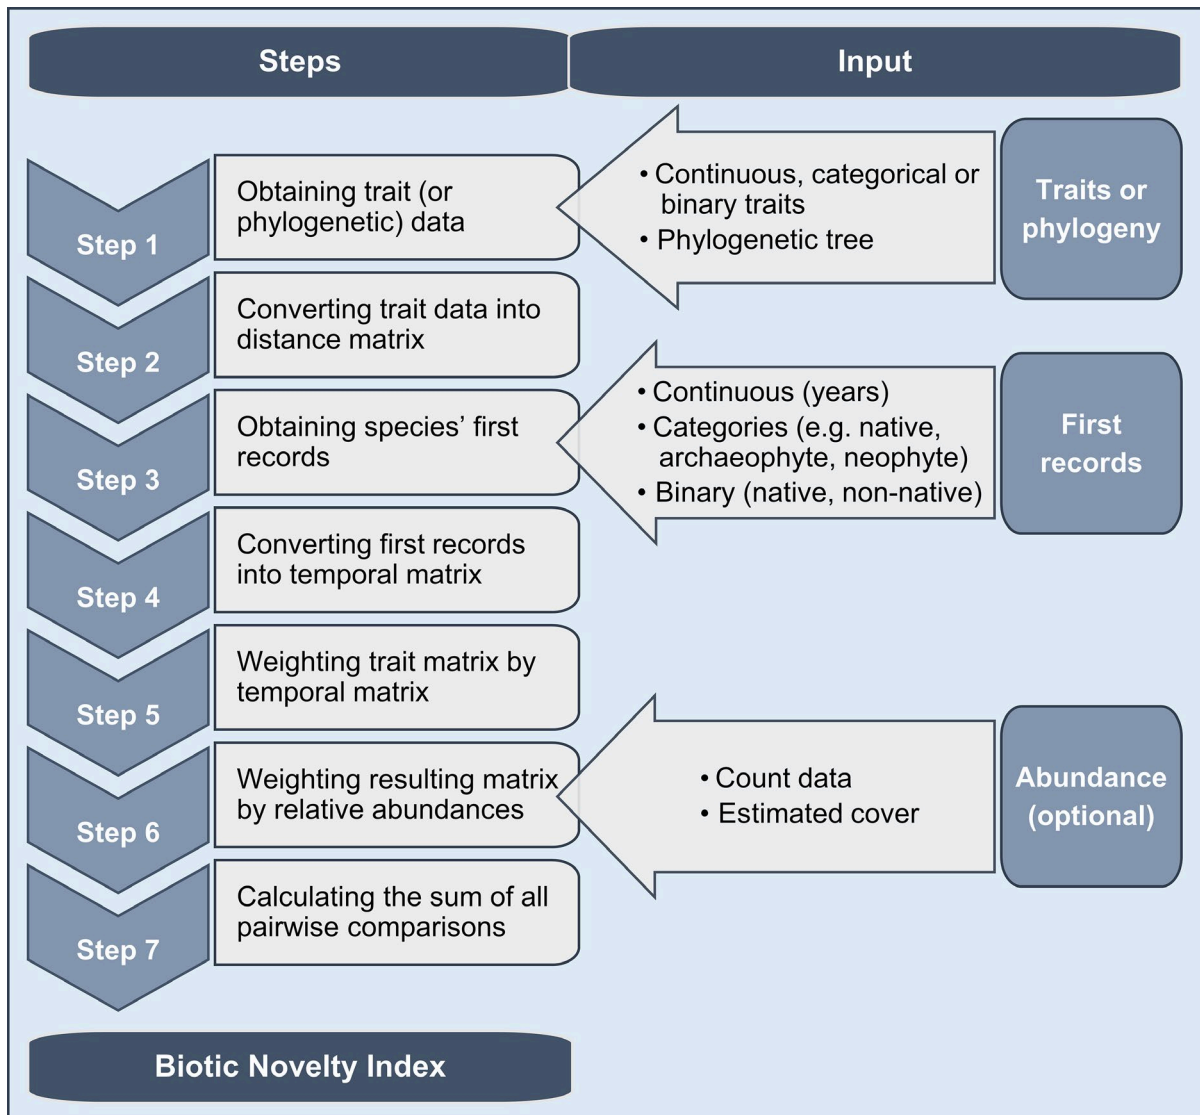 Steps
Input
Step 1
Obtaining trait (or
phylogenetic) data
• Continuous, categorical or
binary traits
• Phylogenetic tree
Traits or
phylogeny
Step 2
Converting trait data into
distance matrix
Step 3
Obtaining species’ first
records
• Continuous (years)
• Categories (e.g. native,
archaeophyte, neophyte)
• Binary (native, non-native)
First
records
Step 4
Converting first records
into temporal matrix
Step 5
Weighting trait matrix by
temporal matrix
Step 6
Weighting resulting matrix
by relative abundances
• Count data
• Estimated cover
Abundance
(optional)
Step 7
Calculating the sum of all
pairwise comparisons
Biotic Novelty Index